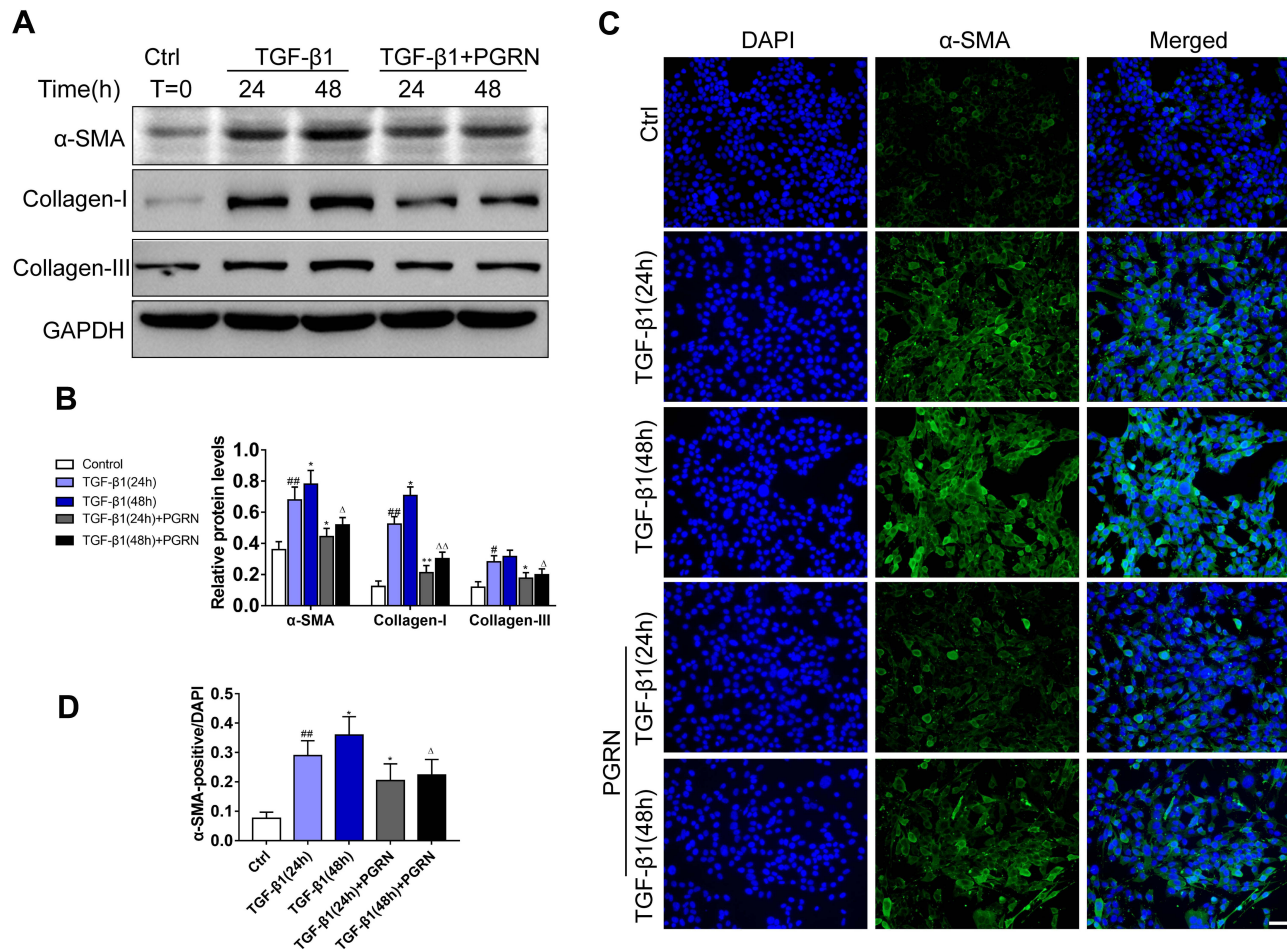 A
Ctrl TGF-β1 TGF-β1+PGRN
Time(h) T=0 24 48 24 48
α-SMA
Collagen-I
Collagen-III
GAPDH
B
Control
TGF-β1(24h)
TGF-β1(48h)
TGF-β1(24h)+PGRN
TGF-β1(48h)+PGRN
Relative protein levels
1.0
0.8
0.6
0.4
0.2
0.0
## * * Δ
## * ** ΔΔ
# * Δ
α-SMA Collagen-I Collagen-III
D
α-SMA-positive/DAPI
0.5
0.4
0.3
0.2
0.1
0.0
## * * Δ
Ctrl
TGF-β1(24h)
TGF-β1(48h)
TGF-β1(24h)+PGRN
TGF-β1(48h)+PGRN
C
DAPI α-SMA Merged
Ctrl
TGF-β1(24h)
TGF-β1(48h)
PGRN
TGF-β1(24h)
TGF-β1(48h)